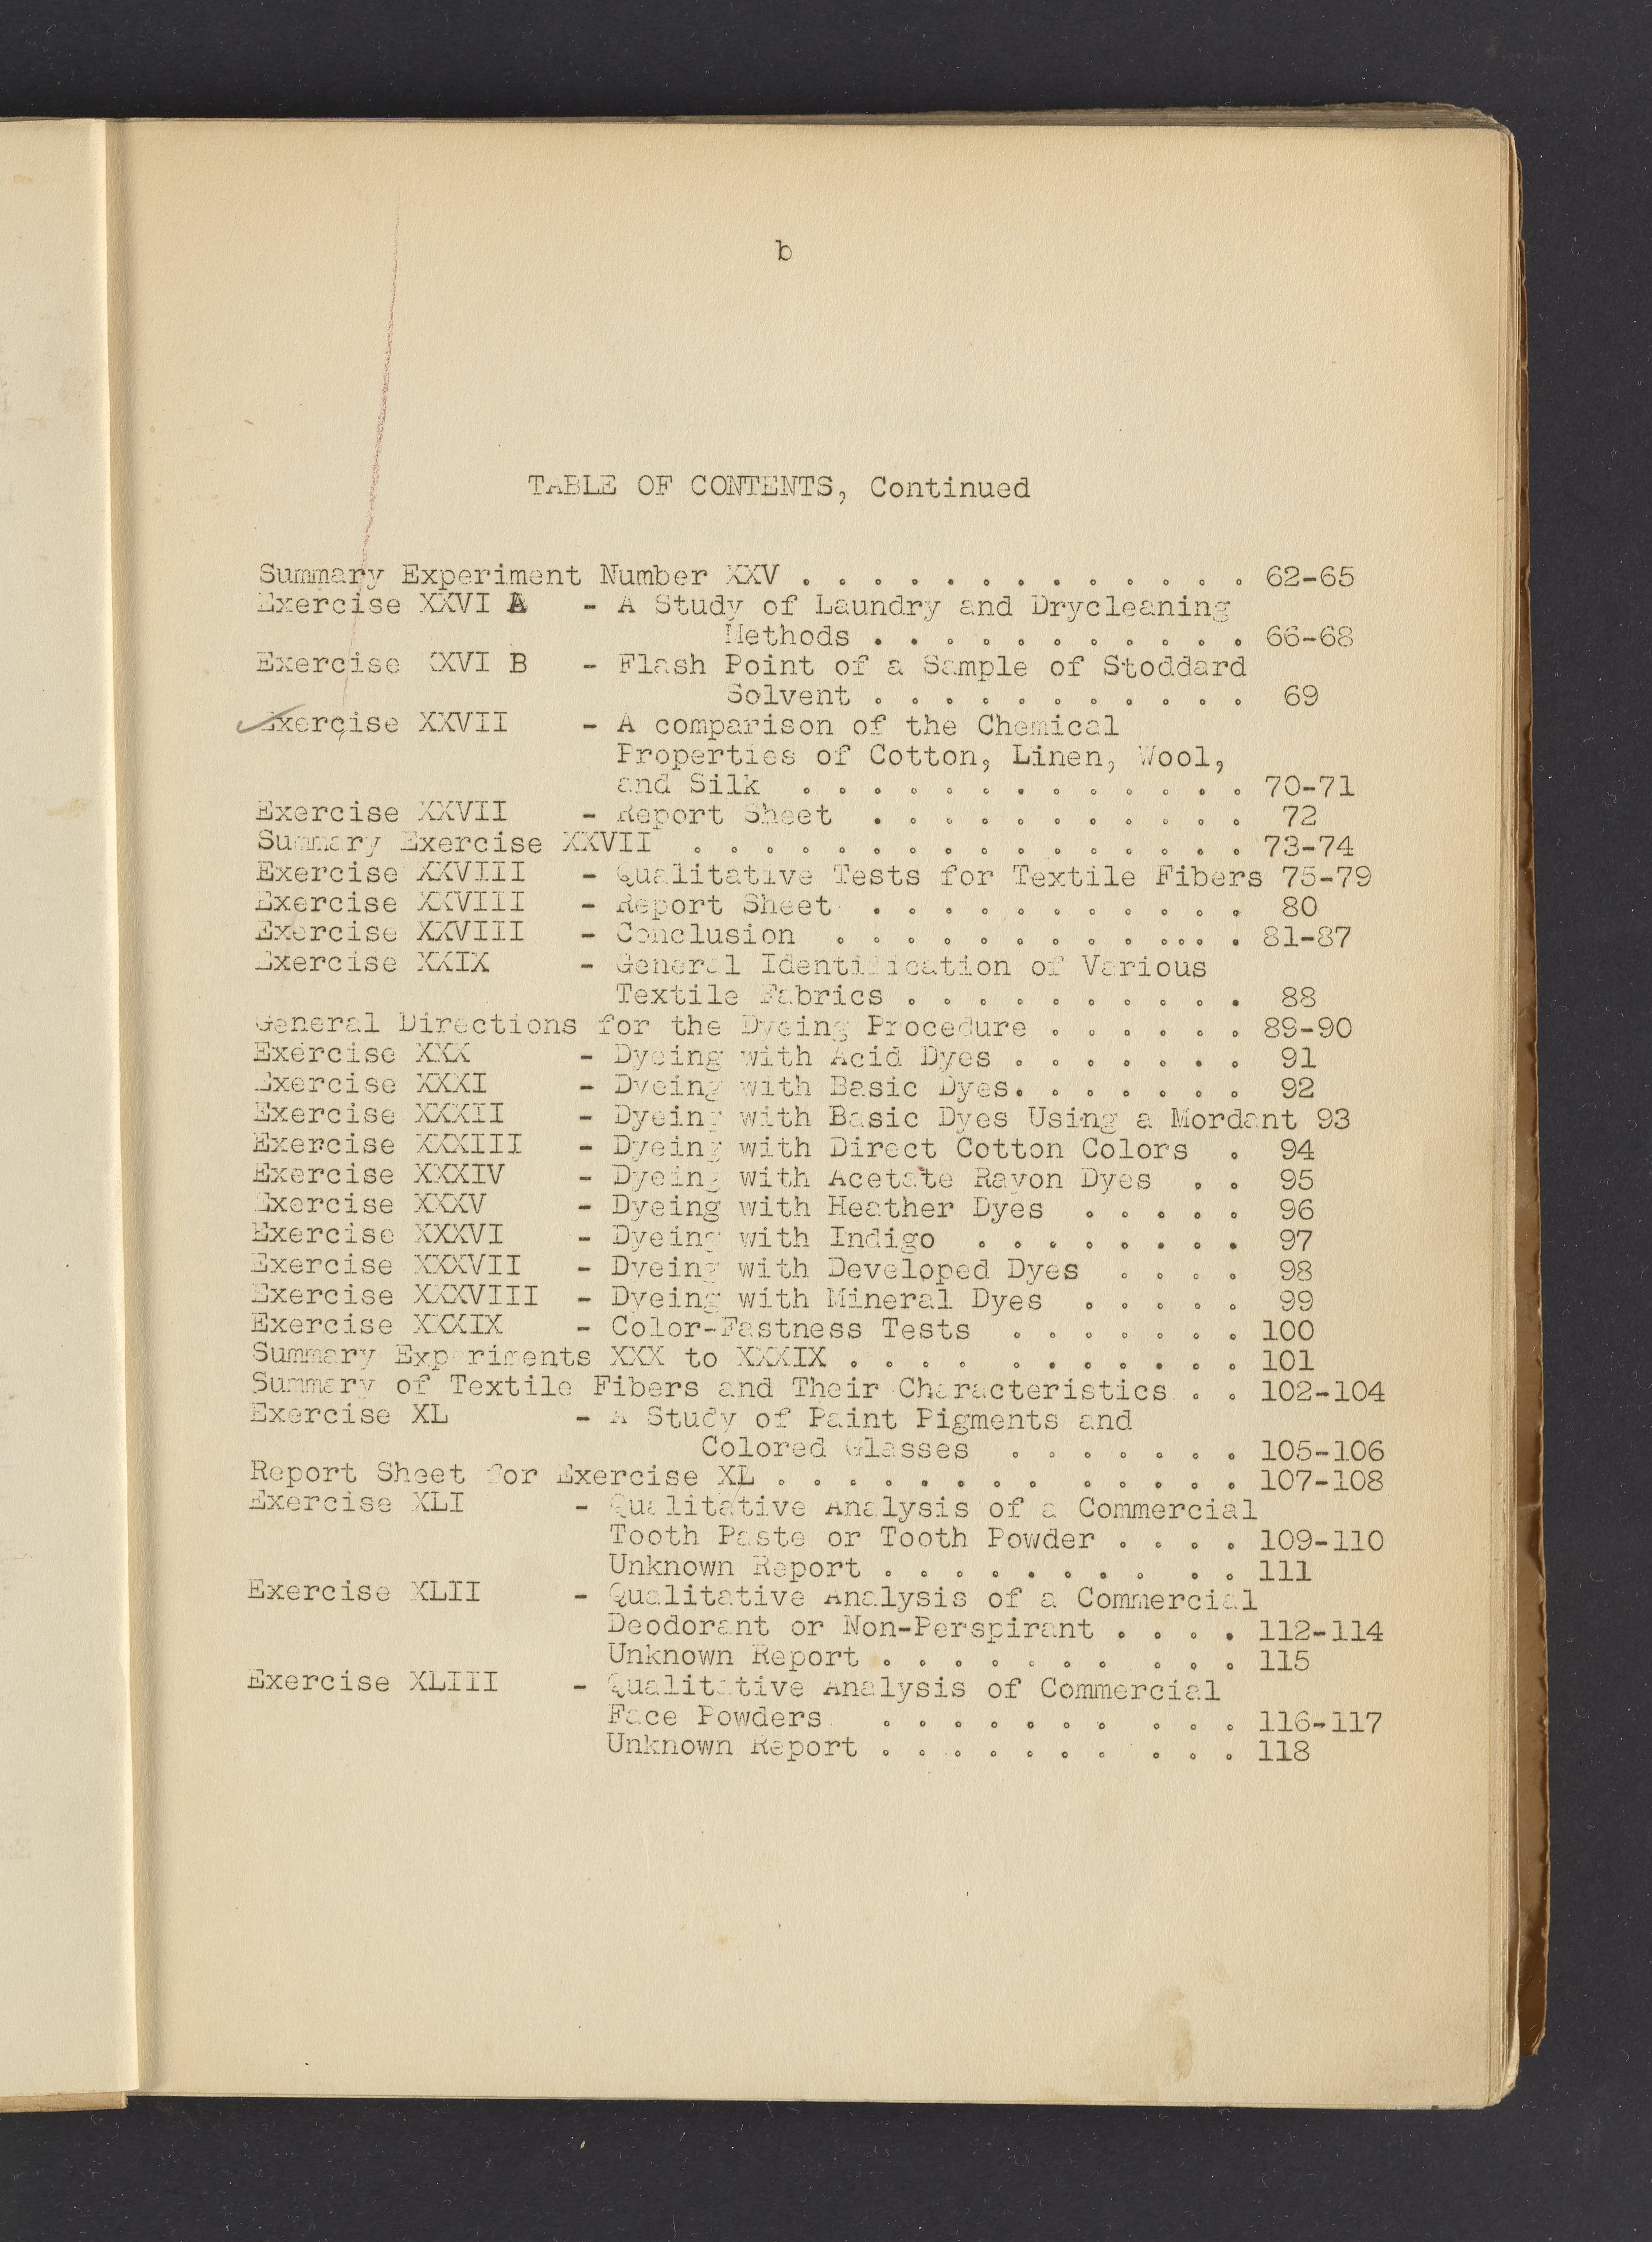 b
TABLE OF CONTENTS, Continued
Summary Experiment Number XXV . . . . . . . . . . . . . 62-65
Exercise XXVI A - A Study of Laundry and Drycleaning
Methods . . . . . . . . . . . 66-68
Exercise XXVI B - Flash Point of a Sample of Stoddard
Solvent . . . . . . . . . . . 69
Exercise XXVII - A comparison of the Chemical
Properties of Cotton, Linen, Wool,
and Silk . . . . . . . . . . . . . 70-71
Exercise XXVII - Report Sheet . . . . . . . . . . . 72
Summary Exercise XXVII . . . . . . . . . . . . . . . . 73-74
Exercise XXVIII - Qualitative Tests for Textile Fibers 75-79
Exercise XXVIII - Report Sheet . . . . . . . . . . . 80
Exercise XXVIII - Conclusion . . . . . . . . . . . . . . 81-87
Exercise XXIX - General Identification of Various
Textile Fabrics . . . . . . . . . . 88
General Directions for the Dyeing Procedure . . . . . . 89-90
Exercise XXX - Dyeing with Acid Dyes . . . . . . . 91
Exercise XXXI - Dyeing with Basic Dyes. . . . . . . 92
Exercise XXXII - Dyeing with Basic Dyes Using a Mordant 93
Exercise XXXIII - Dyeing with Direct Cotton Colors . 94
Exercise XXXIV - Dyeing with Acetate Rayon Dyes . . 95
Exercise XXXV - Dyeing with Heather Dyes . . . . . 96
Exercise XXXVI - Dyeing with Indigo . . . . . . . . 97
Exercise XXXVII - Dyeing with Developed Dyes . . . . 98
Exercise XXXVIII - Dyeing with Mineral Dyes . . . . . 99
Exercise XXXIX - Color-Fastness Tests . . . . . . . 100
Summary Experiments XXX to XXXIX . . . . . . . . . . . 101
Summary of Textile Fibers and Their Characteristics . . 102-104
Exercise XL - A Study of Paint Pigments and
Colored Glasses . . . . . . . 105-106
Report Sheet for Exercise XL . . . . . . . . . . . . . 107-108
Exercise XLI - Qualitative Analysis of a Commercial
Tooth Paste or Tooth Powder . . . . 109-110
Unknown Report . . . . . . . . . . 111
Exercise XLII - Qualitative Analysis of a Commercial
Deodorant or Non-Perspirant . . . . 112-114
Unknown Report . . . . . . . . . . 115
Exercise XLIII - Qualitative Analysis of Commercial
Face Powders . . . . . . . . . . 116-117
Unknown Report . . . . . . . . . . 118